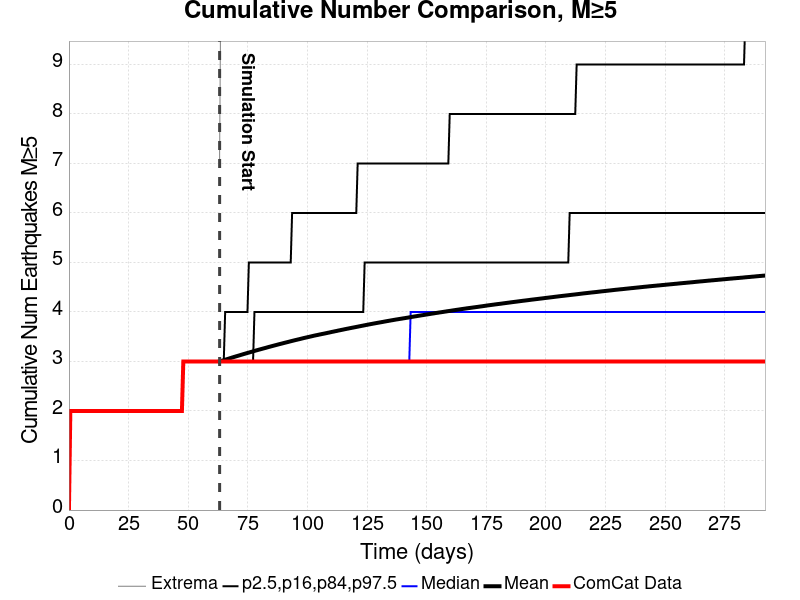 Cumulative Number Comparison, M≥5
Cumulative Num Earthquakes M≥5
9
8
7
6
5
4
3
2
1
0
Simulation Start
0 25 50 75 100 125 150 175 200 225 250 275
Time (days)
Extrema p2.5,p16,p84,p97.5 Median Mean ComCat Data